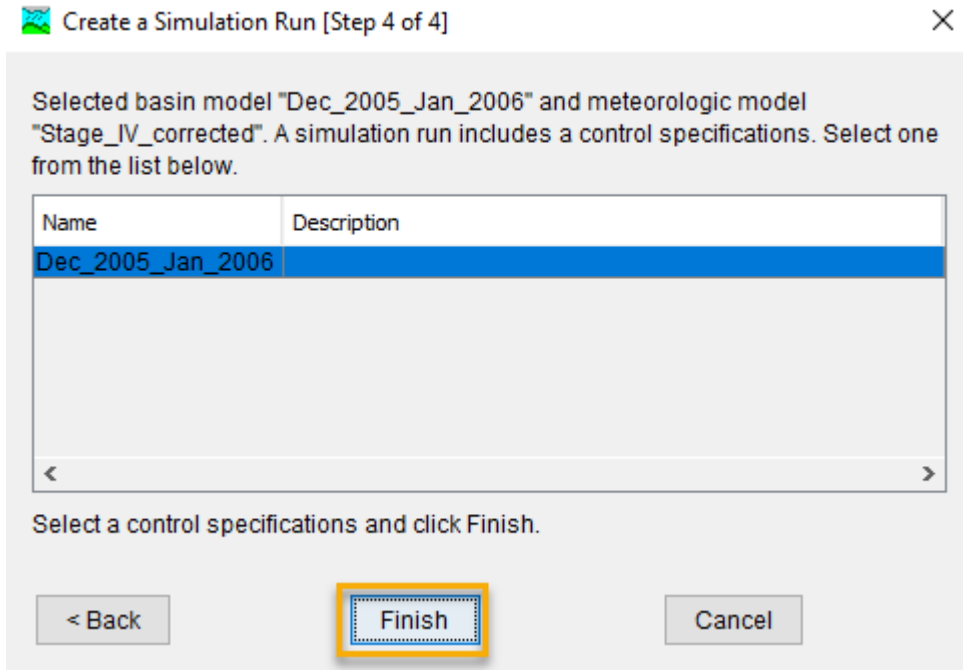 Create a Simulation Run [Step 4 of 4]
Selected basin model "Dec_2005_Jan_2006" and meteorologic model
"Stage_IV_corrected". A simulation run includes a control specifications. Select one
from the list below.
Name Description
Dec_2005_Jan_2006
Select a control specifications and click Finish.
< Back Finish Cancel